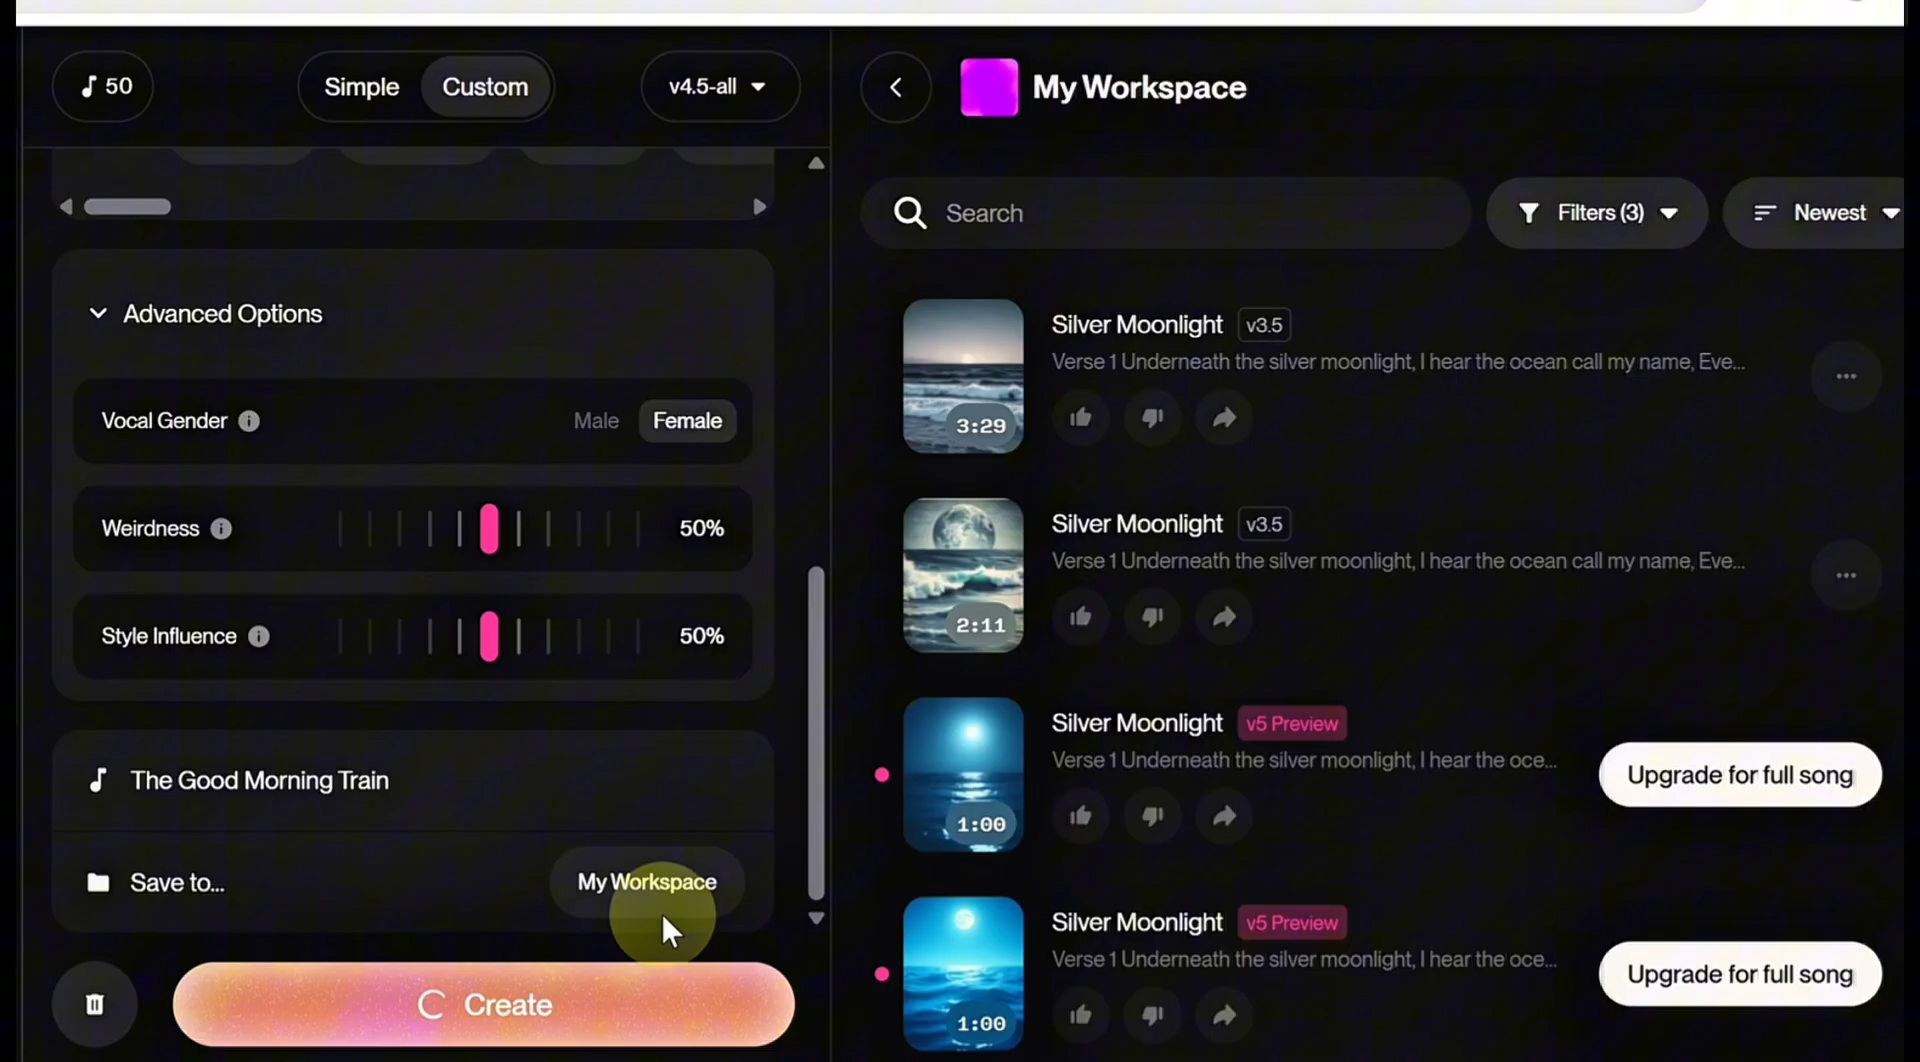 50
Simple
Custom
v4.5-all
My Workspace
Search
Filters (3)
Newest
Advanced Options
Vocal Gender
Male
Female
Weirdness
50%
Style Influence
50%
The Good Morning Train
Save to...
My Workspace
Create
Silver Moonlight v3.5
Verse 1 Underneath the silver moonlight, I hear the ocean call my name, Eve...
3:29
Silver Moonlight v3.5
Verse 1 Underneath the silver moonlight, I hear the ocean call my name, Eve...
2:11
Silver Moonlight v5 Preview
Verse 1 Underneath the silver moonlight, I hear the oce...
Upgrade for full song
1:00
Silver Moonlight v5 Preview
Verse 1 Underneath the silver moonlight, I hear the oce...
Upgrade for full song
1:00